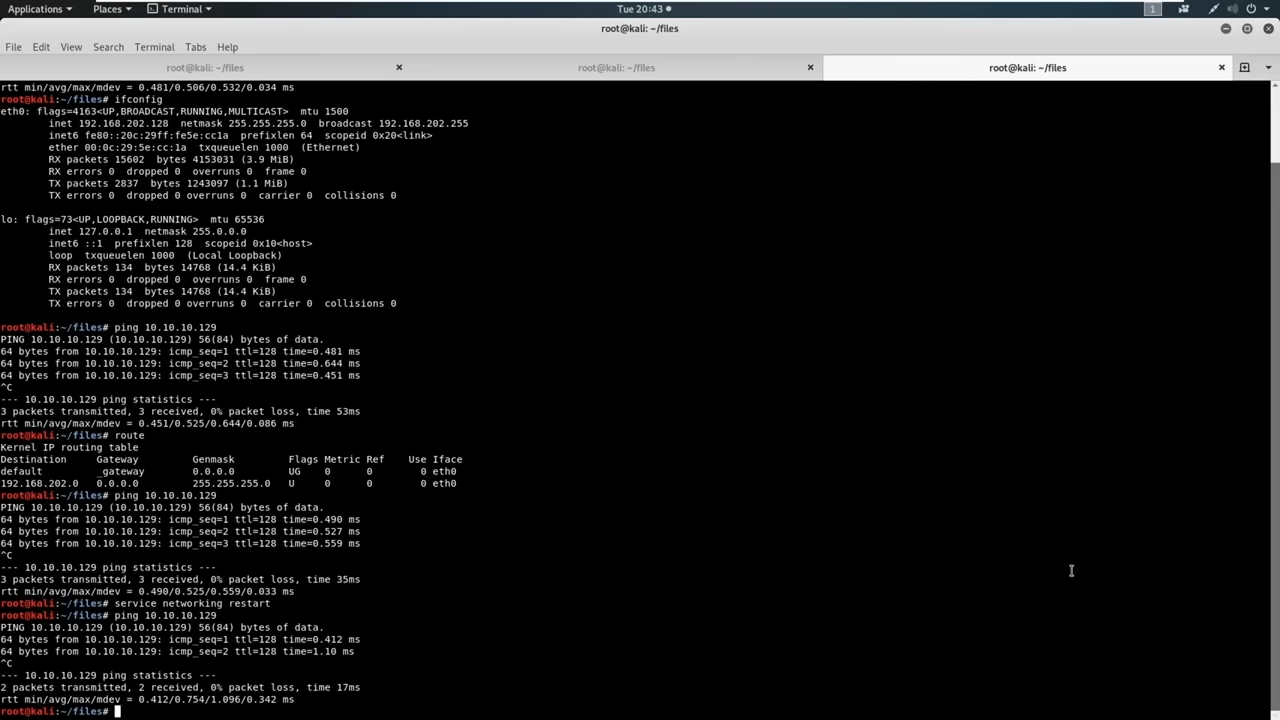 Applications Places Terminal Tue 20:43 1
root@kali: ~/files
File Edit View Search Terminal Tabs Help
root@kali: ~/files root@kali: ~/files root@kali: ~/files
rtt min/avg/max/mdev = 0.481/0.506/0.532/0.034 ms
root@kali:~/files# ifconfig
eth0: flags=4163<UP,BROADCAST,RUNNING,MULTICAST>  mtu 1500
inet 192.168.202.128  netmask 255.255.255.0  broadcast 192.168.202.255
inet6 fe80::20c:29ff:fe5e:cc1a  prefixlen 64  scopeid 0x20<link>
ether 00:0c:29:5e:cc:1a  txqueuelen 1000  (Ethernet)
RX packets 15602  bytes 4153031 (3.9 MiB)
RX errors 0  dropped 0  overruns 0  frame 0
TX packets 2837  bytes 1243097 (1.1 MiB)
TX errors 0  dropped 0 overruns 0  carrier 0  collisions 0
lo: flags=73<UP,LOOPBACK,RUNNING>  mtu 65536
inet 127.0.0.1  netmask 255.0.0.0
inet6 ::1  prefixlen 128  scopeid 0x10<host>
loop  txqueuelen 1000  (Local Loopback)
RX packets 134  bytes 14768 (14.4 KiB)
RX errors 0  dropped 0  overruns 0  frame 0
TX packets 134  bytes 14768 (14.4 KiB)
TX errors 0  dropped 0 overruns 0  carrier 0  collisions 0
root@kali:~/files# ping 10.10.10.129
PING 10.10.10.129 (10.10.10.129) 56(84) bytes of data.
64 bytes from 10.10.10.129: icmp_seq=1 ttl=128 time=0.481 ms
64 bytes from 10.10.10.129: icmp_seq=2 ttl=128 time=0.644 ms
64 bytes from 10.10.10.129: icmp_seq=3 ttl=128 time=0.451 ms
^C
--- 10.10.10.129 ping statistics ---
3 packets transmitted, 3 received, 0% packet loss, time 53ms
rtt min/avg/max/mdev = 0.451/0.525/0.644/0.086 ms
root@kali:~/files# route
Kernel IP routing table
Destination     Gateway         Genmask         Flags Metric Ref    Use Iface
default         _gateway        0.0.0.0         UG    0      0        0 eth0
192.168.202.0   0.0.0.0         255.255.255.0   U     0      0        0 eth0
root@kali:~/files# ping 10.10.10.129
PING 10.10.10.129 (10.10.10.129) 56(84) bytes of data.
64 bytes from 10.10.10.129: icmp_seq=1 ttl=128 time=0.490 ms
64 bytes from 10.10.10.129: icmp_seq=2 ttl=128 time=0.527 ms
64 bytes from 10.10.10.129: icmp_seq=3 ttl=128 time=0.559 ms
^C
--- 10.10.10.129 ping statistics ---
3 packets transmitted, 3 received, 0% packet loss, time 35ms
rtt min/avg/max/mdev = 0.490/0.525/0.559/0.033 ms
root@kali:~/files# service networking restart
root@kali:~/files# ping 10.10.10.129
PING 10.10.10.129 (10.10.10.129) 56(84) bytes of data.
64 bytes from 10.10.10.129: icmp_seq=1 ttl=128 time=0.412 ms
64 bytes from 10.10.10.129: icmp_seq=2 ttl=128 time=1.10 ms
^C
--- 10.10.10.129 ping statistics ---
2 packets transmitted, 2 received, 0% packet loss, time 17ms
rtt min/avg/max/mdev = 0.412/0.754/1.096/0.342 ms
root@kali:~/files#